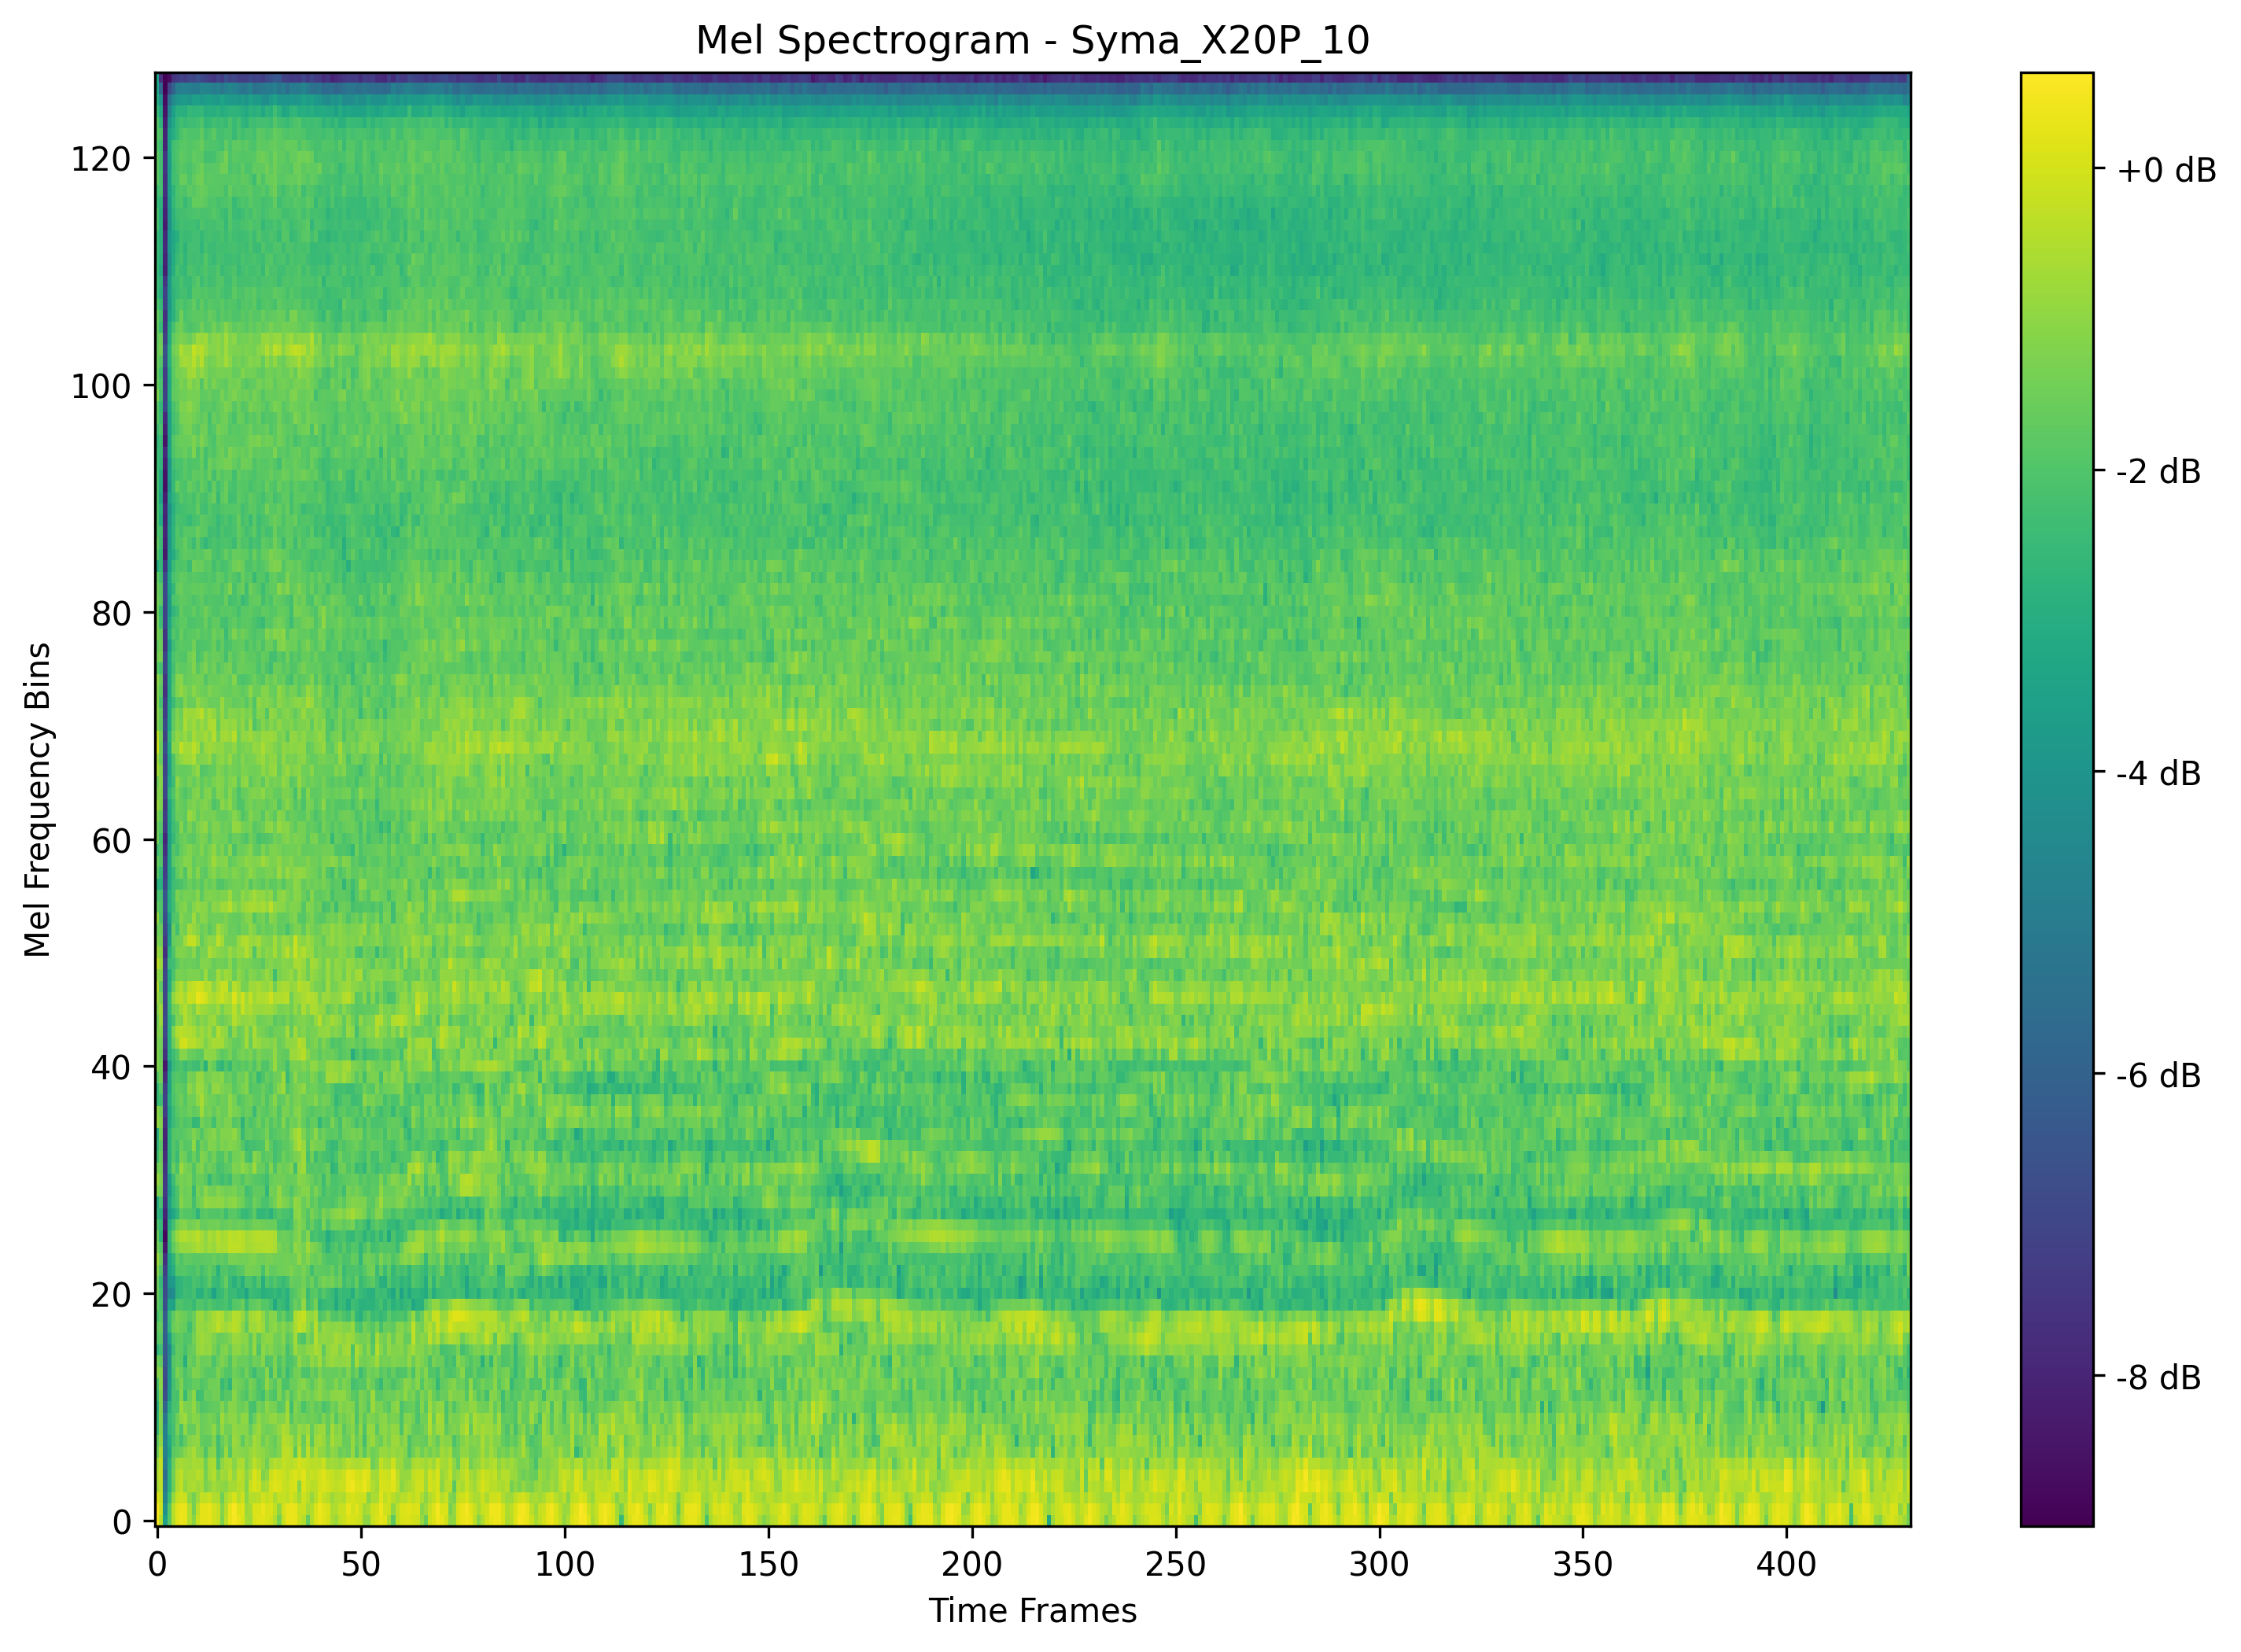 Mel Spectrogram - Syma_X20P_10
Mel Frequency Bins
120
100
80
60
40
20
0
0 50 100 150 200 250 300 350 400
Time Frames
+0 dB
-2 dB
-4 dB
-6 dB
-8 dB